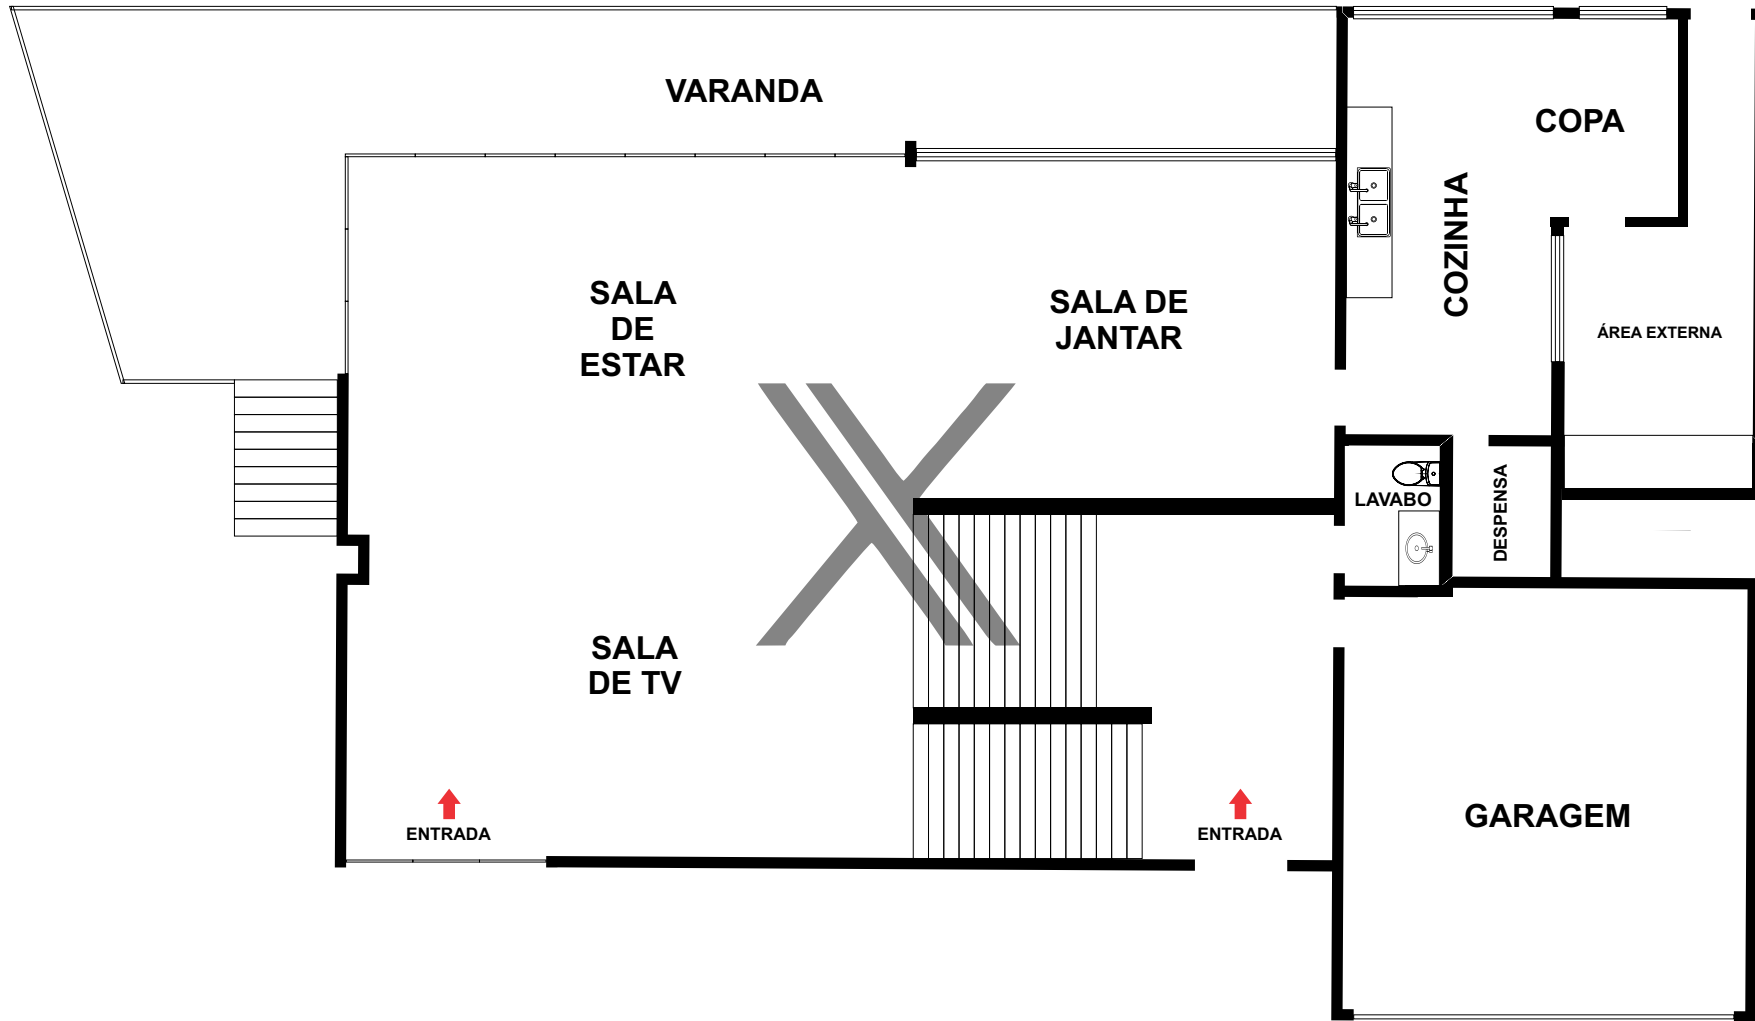 VARANDA
COPA
COZINHA
SALA
DE
ESTAR
SALA DE
JANTAR
ÁREA EXTERNA
LAVABO
DESPENSA
SALA
DE TV
ENTRADA
ENTRADA
GARAGEM